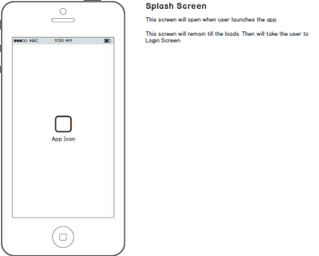 Splash Screen
This screen will open when user launches the app.
This screen will remain till the loads. Then will take the user to
Login Screen.
ABC 11:50 AM
App Icon